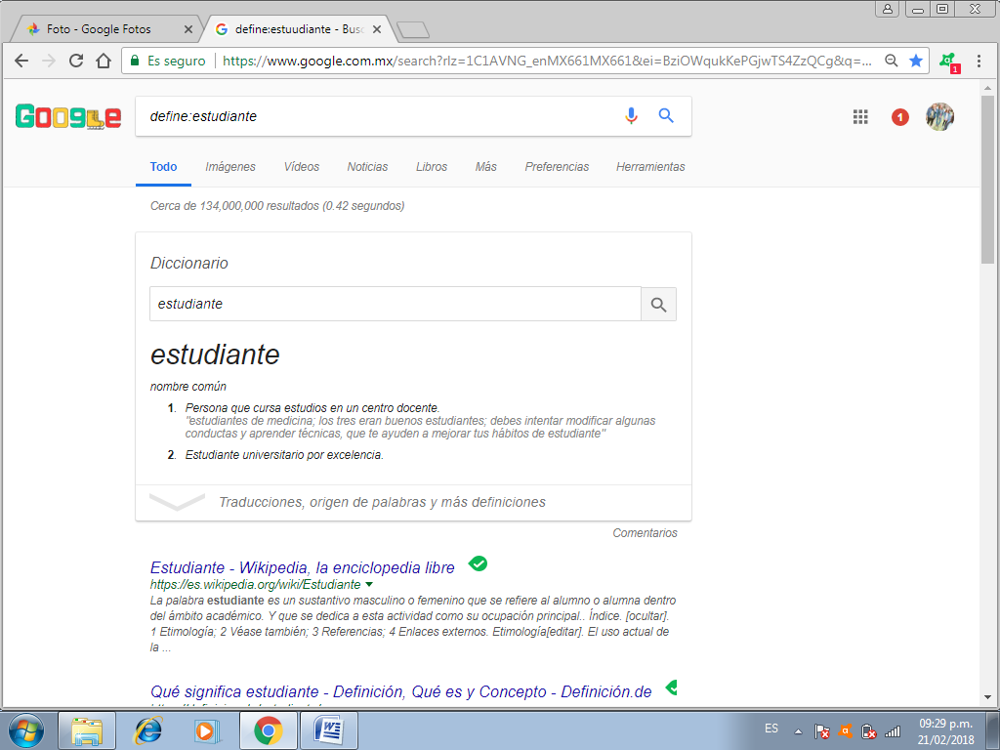 Foto - Google Fotos
define:estuudiante - Busc
Es seguro
https://www.google.com.mx/search?rlz=1C1AVNG_enMX661MX661&ei=BziOWqukKePGjwTS4ZzQCg&q=...
1
Google
define:estudiante
1
Todo
Imágenes
Vídeos
Noticias
Libros
Más
Preferencias
Herramientas
Cerca de 134,000,000 resultados (0.42 segundos)
Diccionario
estudiante
estudiante
nombre común
1. Persona que cursa estudios en un centro docente.
"estudiantes de medicina; los tres eran buenos estudiantes; debes intentar modificar algunas
conductas y aprender técnicas, que te ayuden a mejorar tus hábitos de estudiante"
2. Estudiante universitario por excelencia.
Traducciones, origen de palabras y más definiciones
Comentarios
Estudiante - Wikipedia, la enciclopedia libre
https://es.wikipedia.org/wiki/Estudiante
La palabra estudiante es un sustantivo masculino o femenino que se refiere al alumno o alumna dentro
del ámbito académico. Y que se dedica a esta actividad como su ocupación principal.. Índice. [ocultar].
1 Etimología; 2 Véase también; 3 Referencias; 4 Enlaces externos. Etimología[editar]. El uso actual de
la ...
Qué significa estudiante - Definición, Qué es y Concepto - Definición.de
ES
09:29 p.m.
21/02/2018